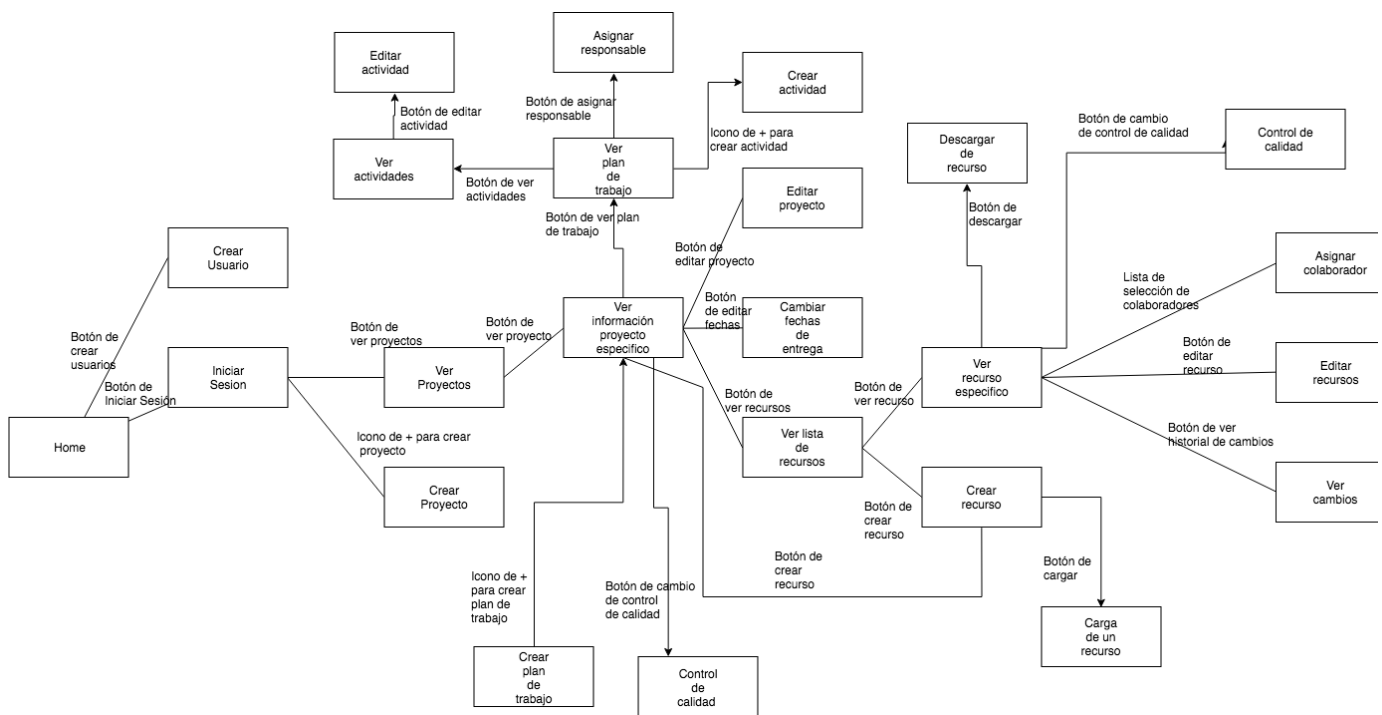 Asignar
responsable
Editar
actividad
Crear
actividad
Botón de asignar
responsable
Botón de editar
actividad
Icono de + para
crear actividad
Botón de cambio
de control de calidad
Control de
calidad
Descargar
de
recurso
Ver
actividades
Ver
plan
de
trabajo
Botón de ver
actividades
Editar
proyecto
Botón de ver plan
de trabajo
Botón de
descargar
Crear
Usuario
Botón de
editar proyecto
Asignar
colaborador
Lista de
selección de
colaboradores
Botón
de editar
fechas
Ver
información
proyecto
especifico
Cambiar
fechas
de
entrega
Botón de
ver proyectos
Botón de
ver proyecto
Botón de
crear
usuarios
Botón de
Iniciar Sesión
Iniciar
Sesion
Ver
Proyectos
Ver
recurso
especifico
Botón de
editar
recurso
Editar
recursos
Botón de
ver recursos
Botón de
ver recurso
Home
Icono de + para crear
proyecto
Ver lista
de
recursos
Botón de ver
historial de cambios
Crear
Proyecto
Crear
recurso
Ver
cambios
Botón de
crear
recurso
Botón de
crear
recurso
Botón de
cargar
Icono de +
para crear
plan de
trabajo
Botón de cambio
de control
de calidad
Carga
de un
recurso
Crear
plan
de
trabajo
Control
de
calidad